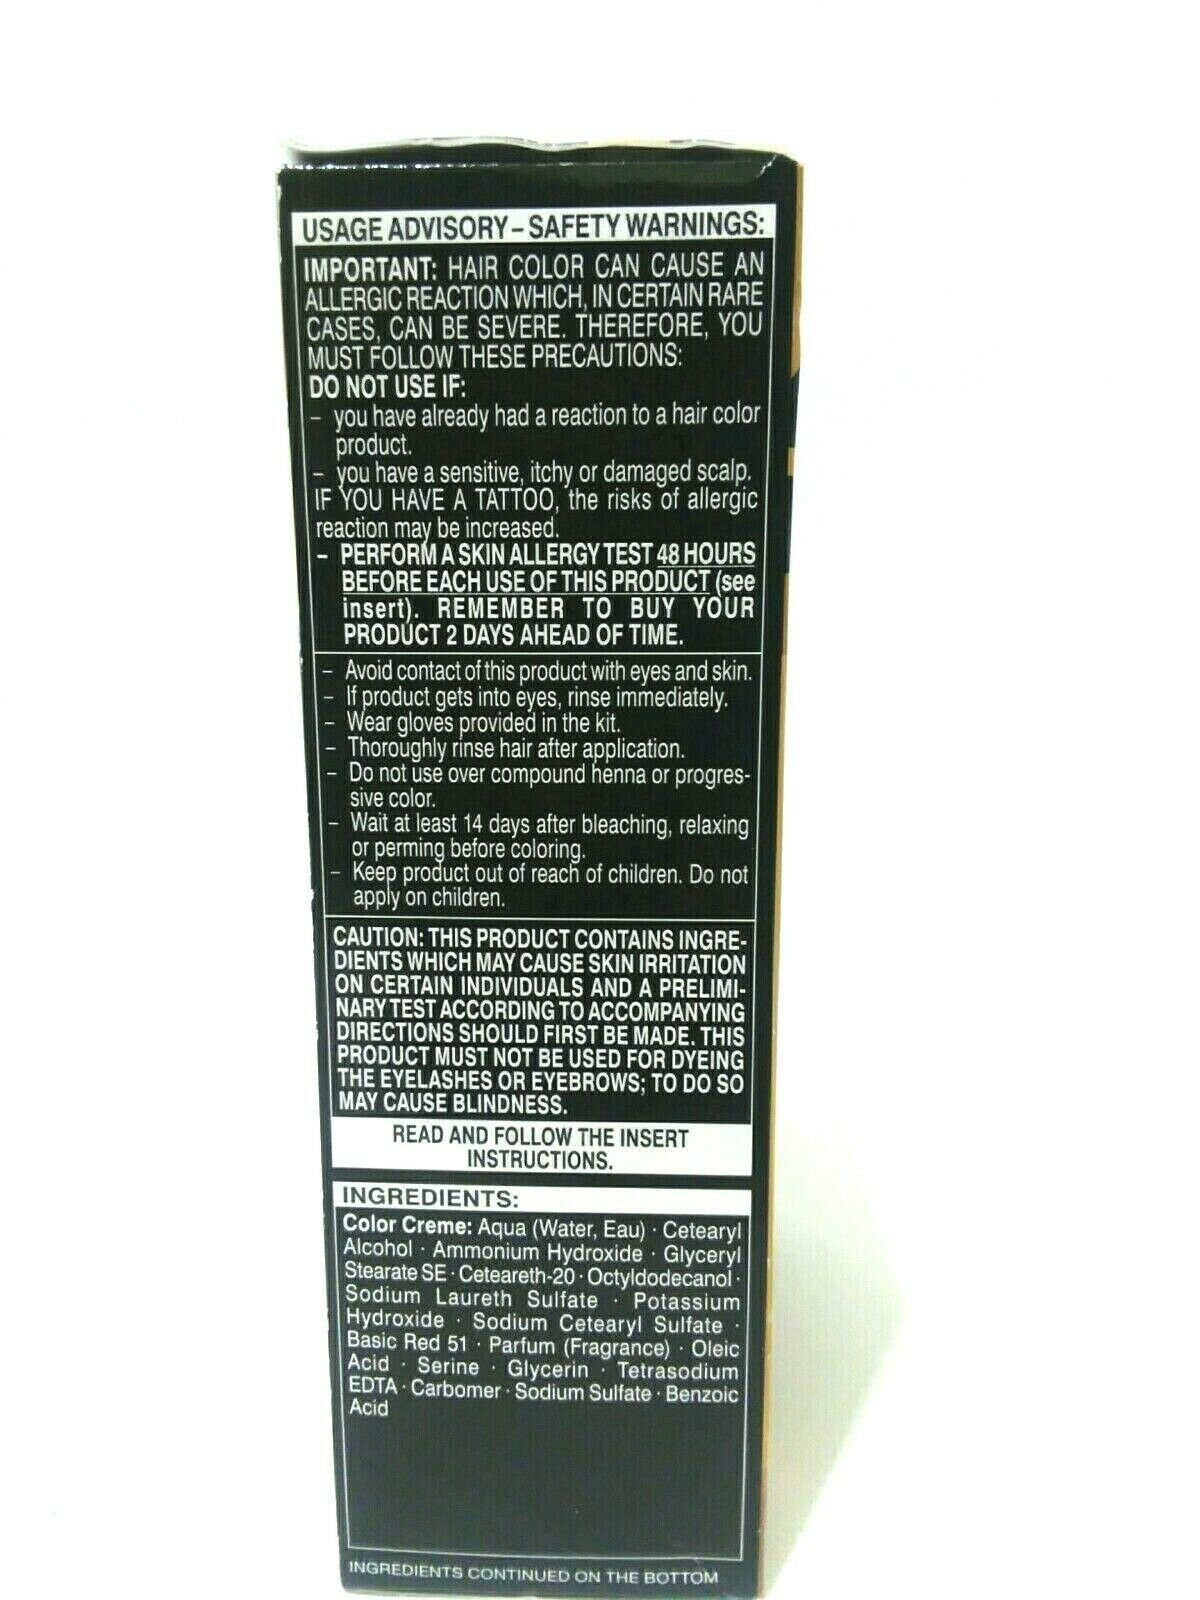 USAGE ADVISORY – SAFETY WARNINGS:
IMPORTANT: HAIR COLOR CAN CAUSE AN
ALLERGIC REACTION WHICH, IN CERTAIN RARE
CASES, CAN BE SEVERE. THEREFORE, YOU
MUST FOLLOW THESE PRECAUTIONS:
DO NOT USE IF:
– you have already had a reaction to a hair color
product.
– you have a sensitive, itchy or damaged scalp.
IF YOU HAVE A TATTOO, the risks of allergic
reaction may be increased.
– PERFORM A SKIN ALLERGY TEST 48 HOURS
BEFORE EACH USE OF THIS PRODUCT (see
insert). REMEMBER TO BUY YOUR
PRODUCT 2 DAYS AHEAD OF TIME.
– Avoid contact of this product with eyes and skin.
– If product gets into eyes, rinse immediately.
– Wear gloves provided in the kit.
– Thoroughly rinse hair after application.
– Do not use over compound henna or progres-
sive color.
– Wait at least 14 days after bleaching, relaxing
or perming before coloring.
– Keep product out of reach of children. Do not
apply on children.
CAUTION: THIS PRODUCT CONTAINS INGRE-
DIENTS WHICH MAY CAUSE SKIN IRRITATION
ON CERTAIN INDIVIDUALS AND A PRELIMI-
NARY TEST ACCORDING TO ACCOMPANYING
DIRECTIONS SHOULD FIRST BE MADE. THIS
PRODUCT MUST NOT BE USED FOR DYEING
THE EYELASHES OR EYEBROWS; TO DO SO
MAY CAUSE BLINDNESS.
READ AND FOLLOW THE INSERT
INSTRUCTIONS.
INGREDIENTS:
Color Creme: Aqua (Water, Eau) · Cetearyl
Alcohol · Ammonium Hydroxide · Glyceryl
Stearate SE · Ceteareth-20 · Octyldodecanol ·
Sodium Laureth Sulfate · Potassium
Hydroxide · Sodium Cetearyl Sulfate ·
Basic Red 51 · Parfum (Fragrance) · Oleic
Acid · Serine · Glycerin · Tetrasodium
EDTA · Carbomer · Sodium Sulfate · Benzoic
Acid
INGREDIENTS CONTINUED ON THE BOTTOM